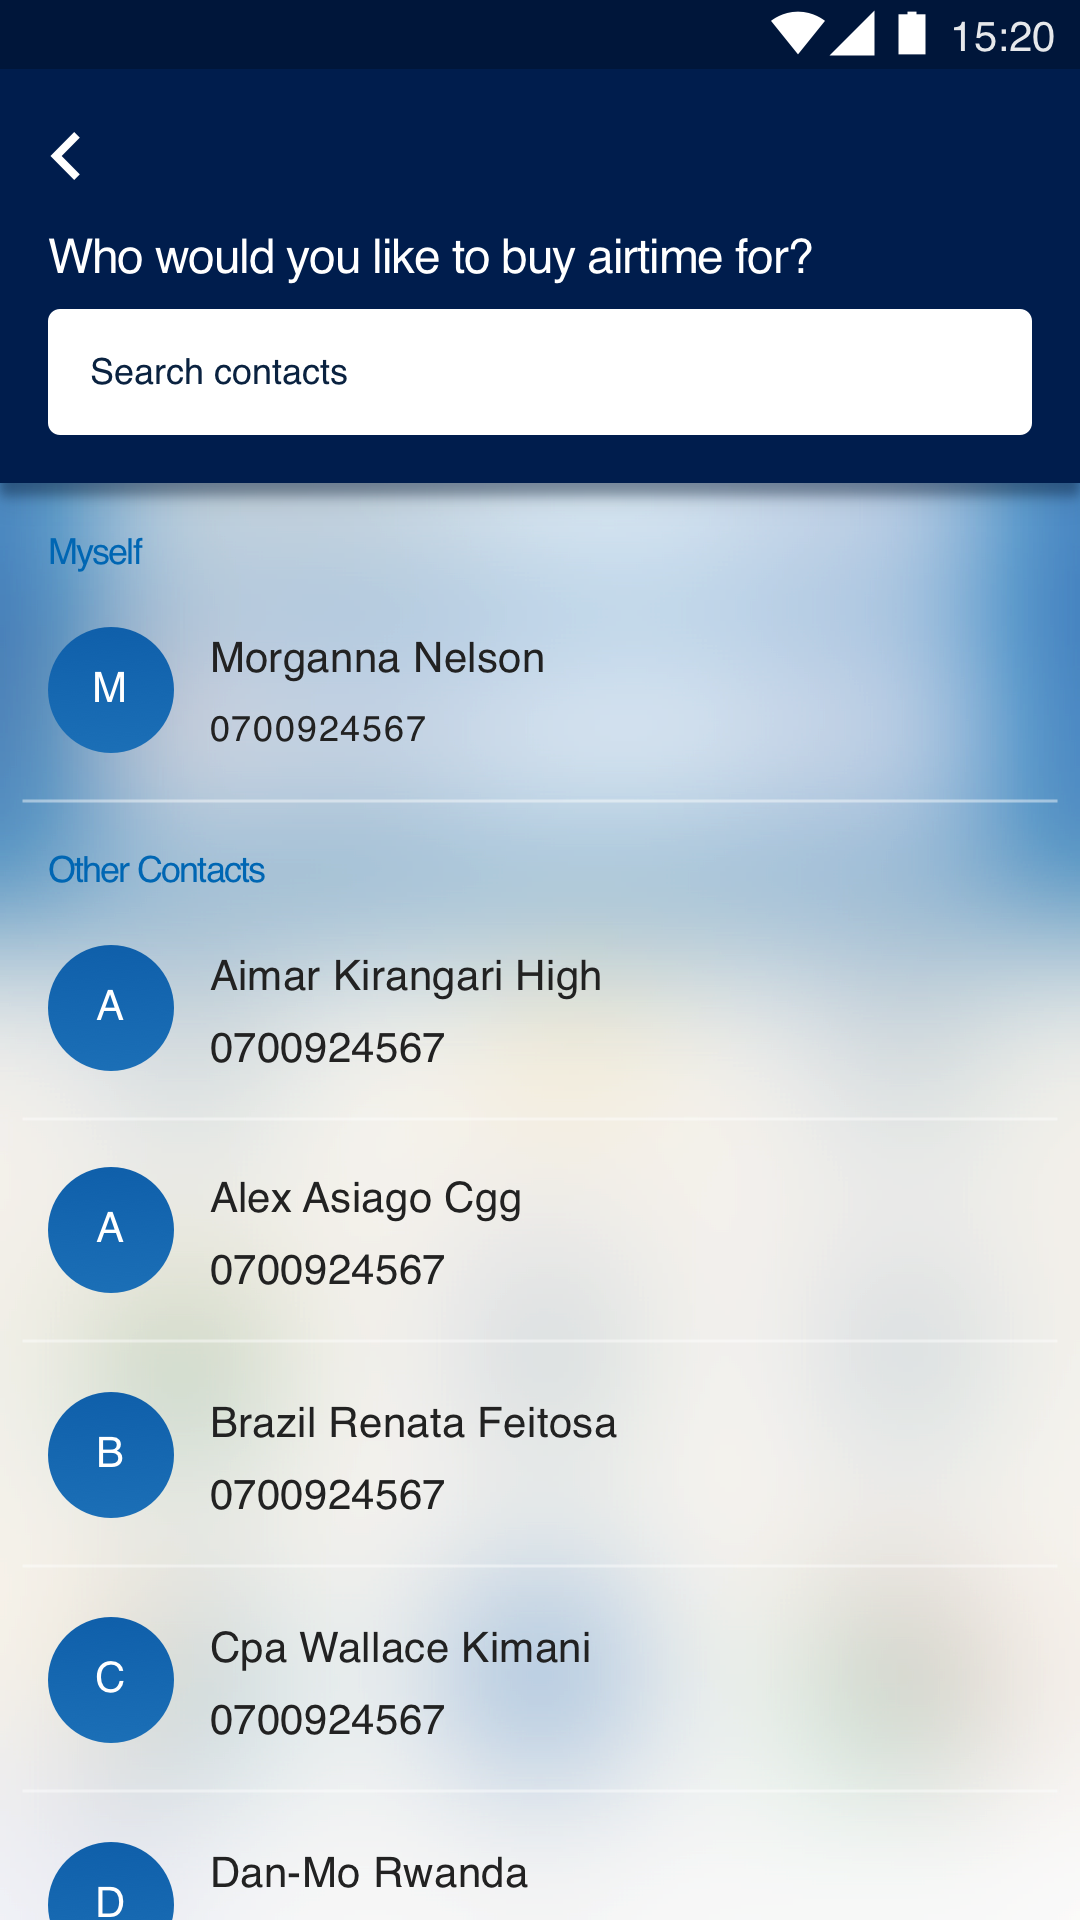 15:20
Who would you like to buy airtime for?
Search contacts
Myself
M
Morganna Nelson
0700924567
Other Contacts
A
Aimar Kirangari High
0700924567
A
Alex Asiago Cgg
0700924567
B
Brazil Renata Feitosa
0700924567
C
Cpa Wallace Kimani
0700924567
D
Dan-Mo Rwanda